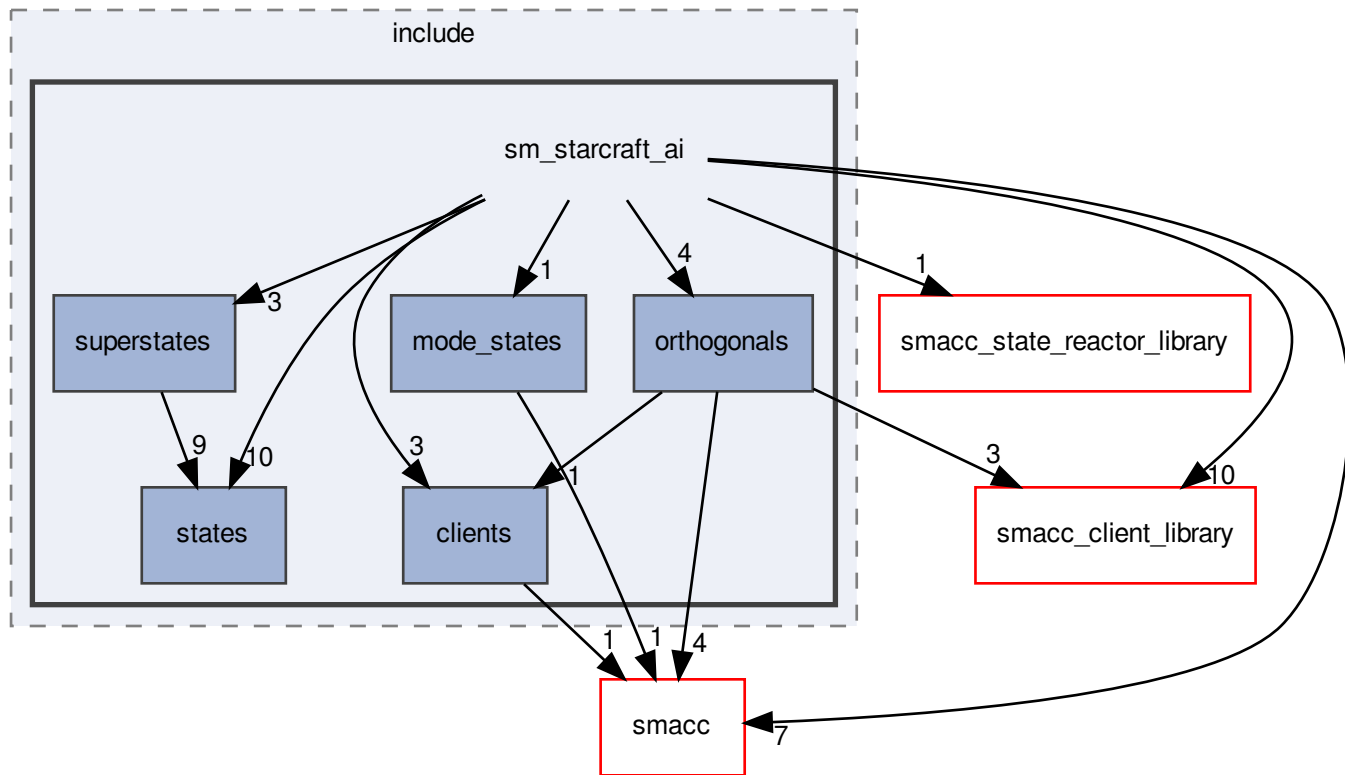 include
sm_starcraft_ai
3
1
4
1
superstates
mode_states
orthogonals
smacc_state_reactor_library
9
10
3
1
3
10
states
clients
smacc_client_library
1
1
4
smacc
7